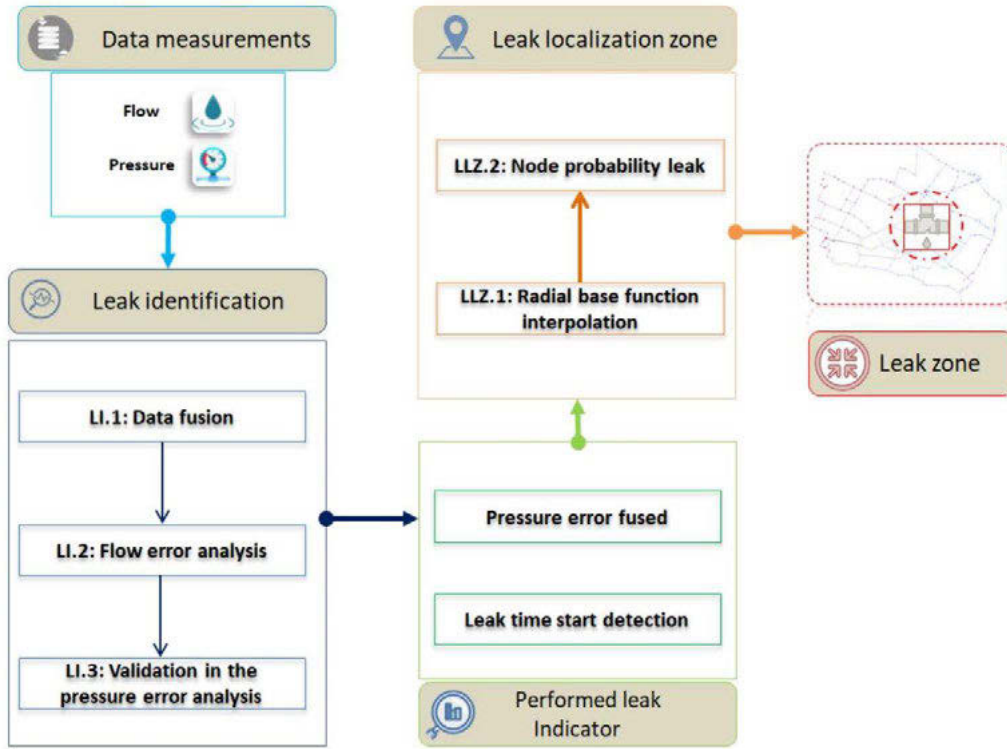 Data measurements
Flow
Pressure
Leak identification
LI.1: Data fusion
LI.2: Flow error analysis
LI.3: Validation in the
pressure error analysis
Leak localization zone
LLZ.2: Node probability leak
LLZ.1: Radial base function
interpolation
Pressure error fused
Leak time start detection
Performed leak
Indicator
Leak zone